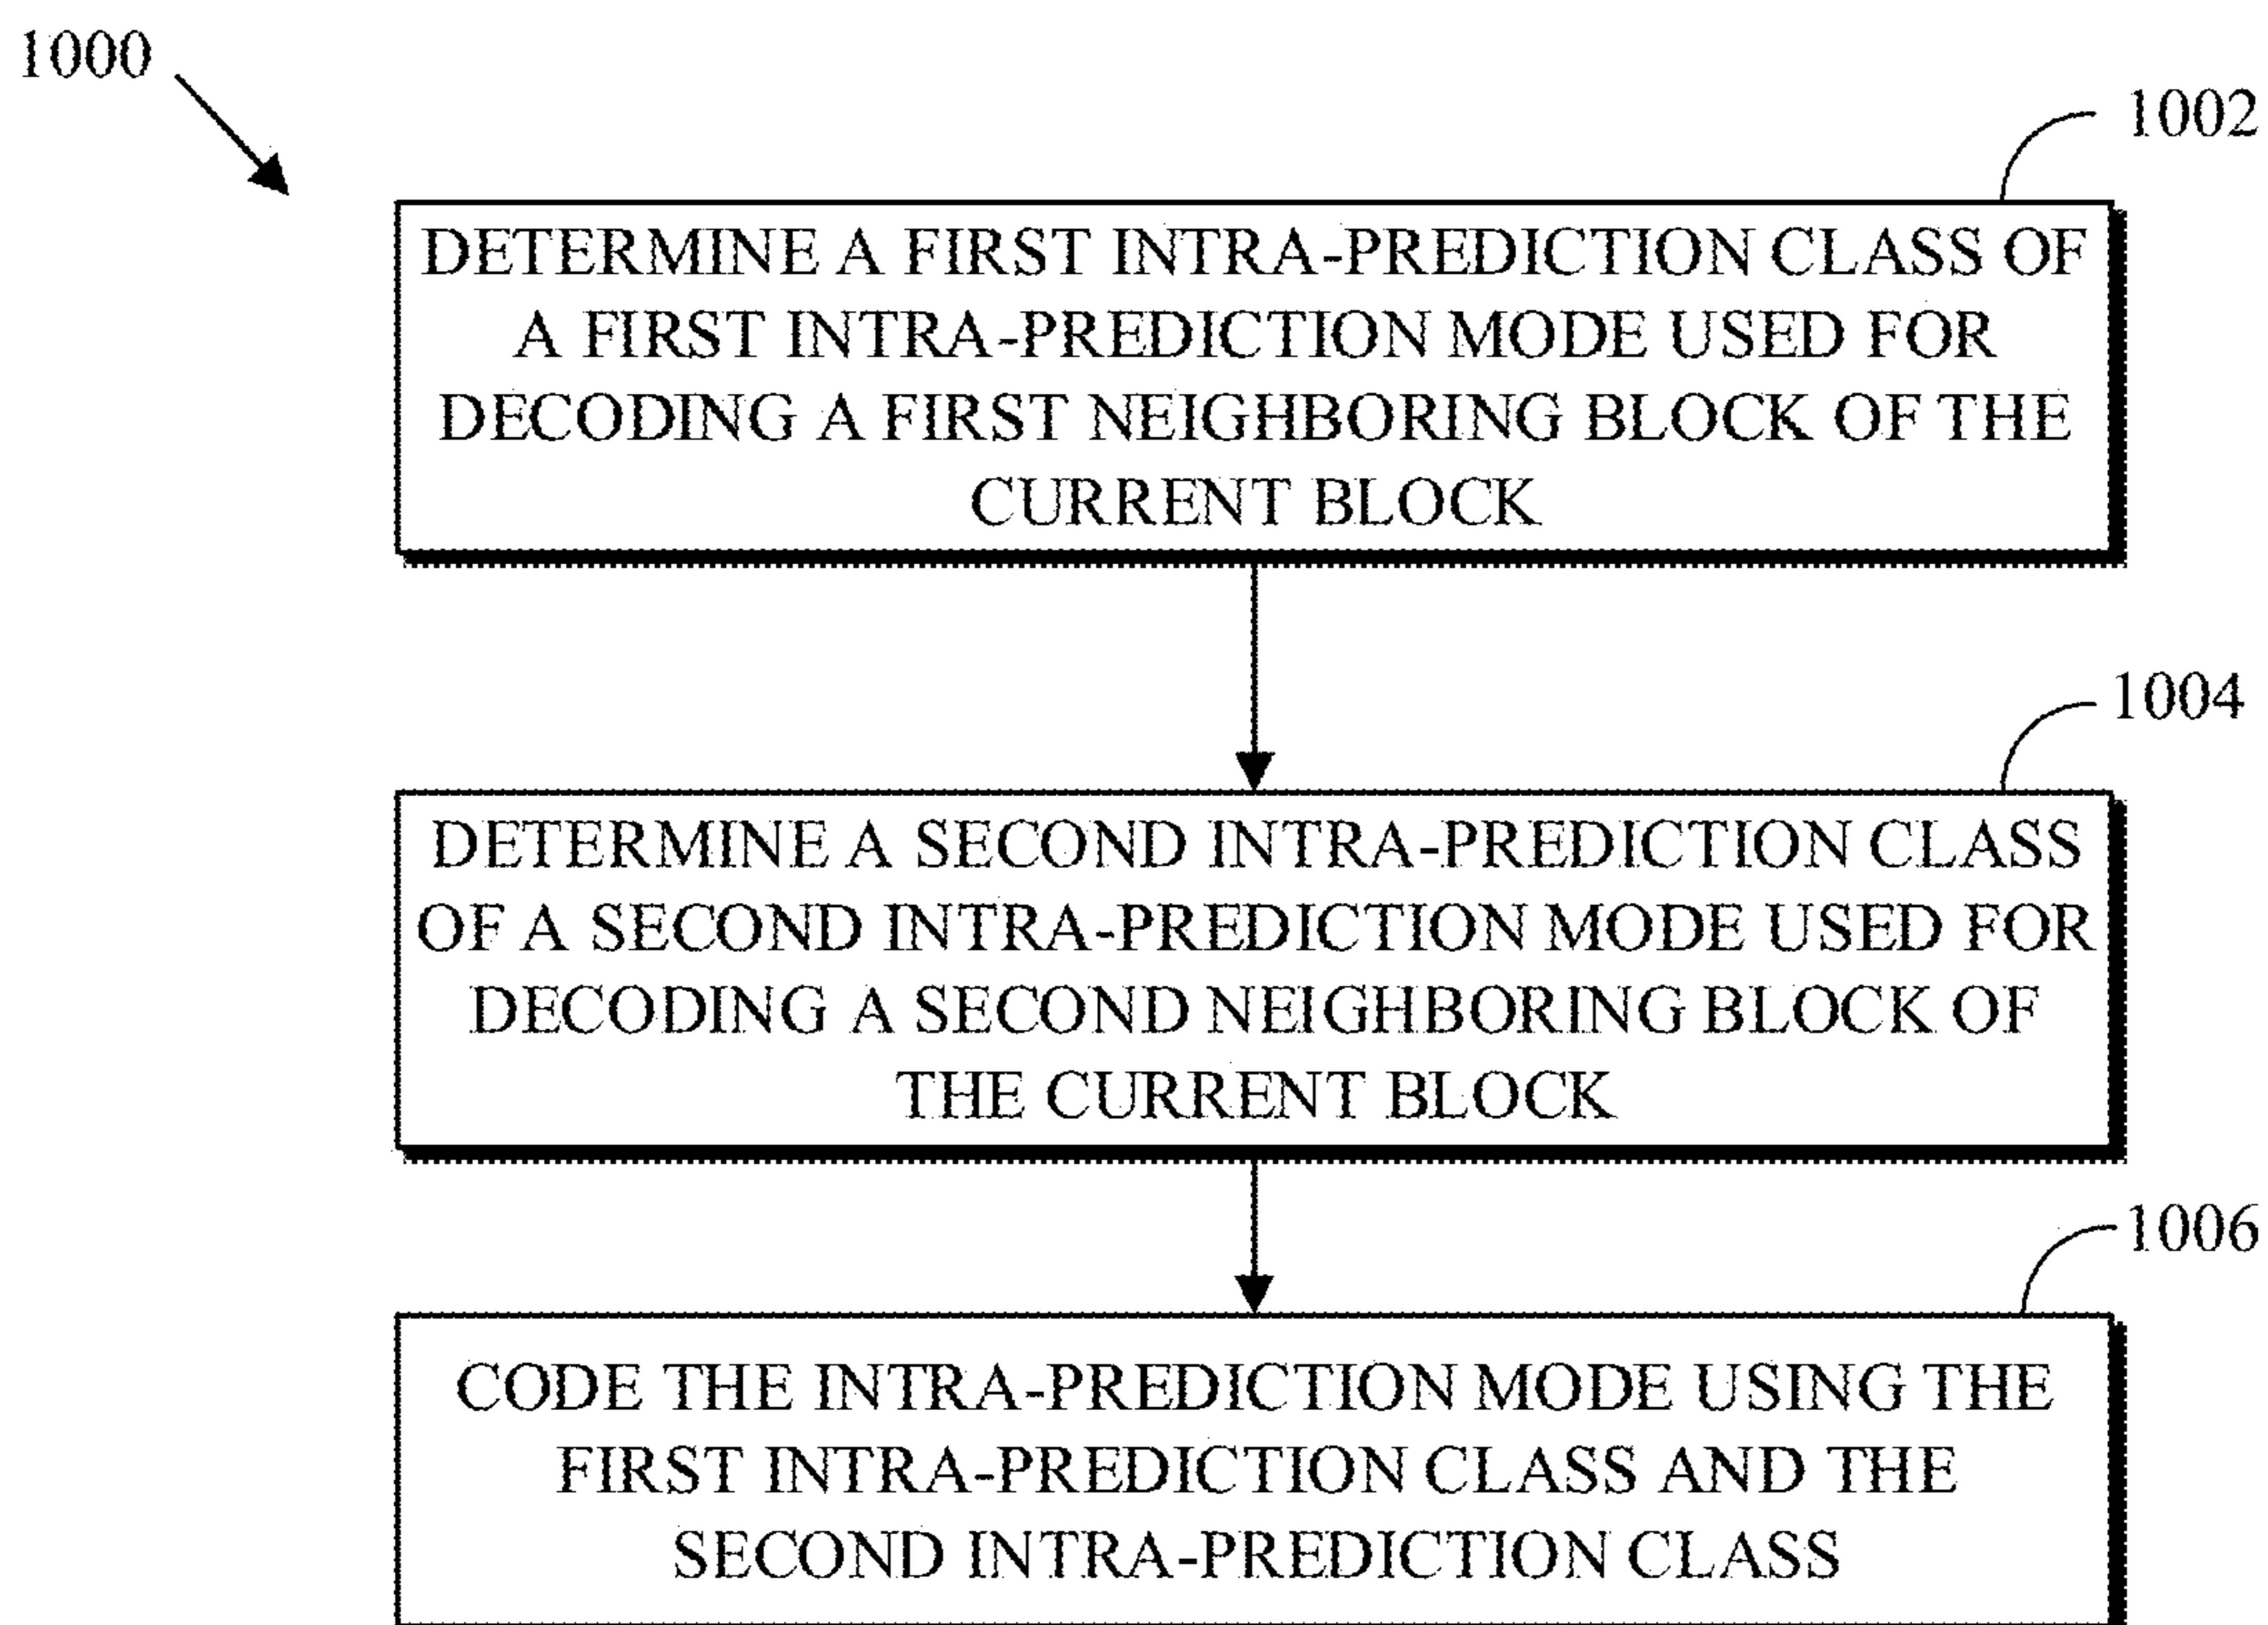 1000
1002
DETERMINE A FIRST INTRA-PREDICTION CLASS OF
A FIRST INTRA-PREDICTION MODE USED FOR
DECODING A FIRST NEIGHBORING BLOCK OF THE
CURRENT BLOCK
1004
DETERMINE A SECOND INTRA-PREDICTION CLASS
OF A SECOND INTRA-PREDICTION MODE USED FOR
DECODING A SECOND NEIGHBORING BLOCK OF
THE CURRENT BLOCK
1006
CODE THE INTRA-PREDICTION MODE USING THE
FIRST INTRA-PREDICTION CLASS AND THE
SECOND INTRA-PREDICTION CLASS